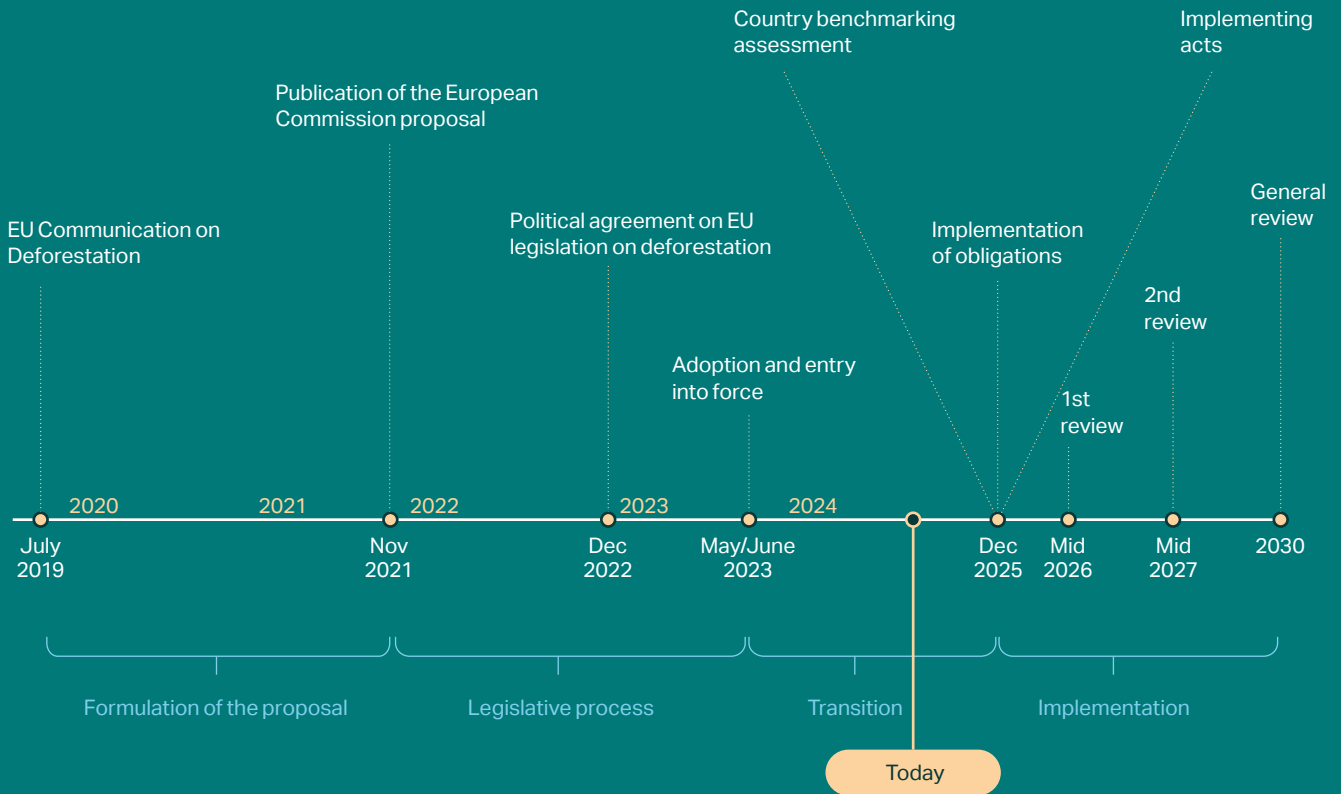 Country benchmarking
assessment
Implementing
acts
Publication of the European
Commission proposal
General
review
EU Communication on
Deforestation
Political agreement on EU
legislation on deforestation
Implementation
of obligations
2nd
review
Adoption and entry
into force
1st
review
2020
2021
2022
2023
2024
July
2019
Nov
2021
Dec
2022
May/June
2023
Dec
2025
Mid
2026
Mid
2027
2030
Formulation of the proposal
Legislative process
Transition
Implementation
Today